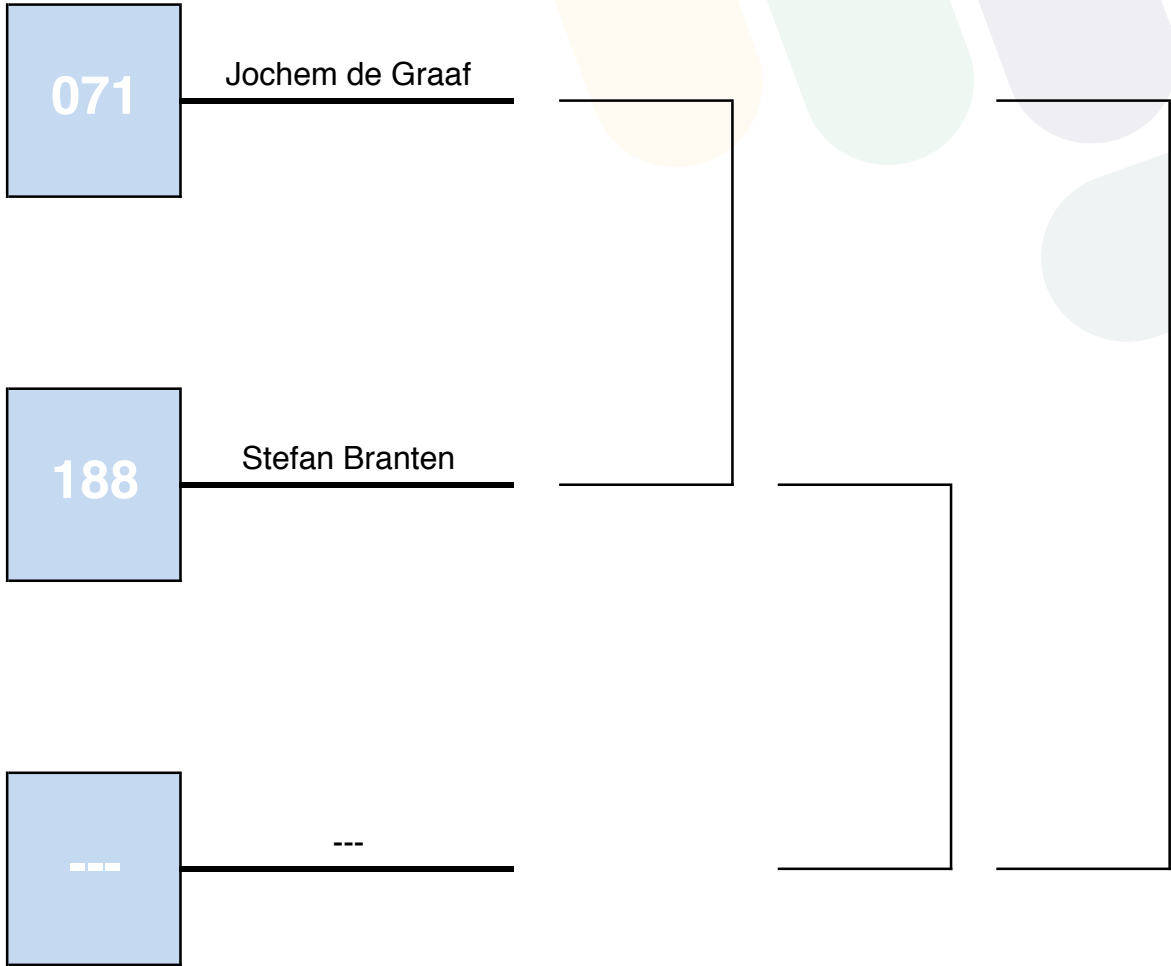 071
Jochem de Graaf
188
Stefan Branten
---
---